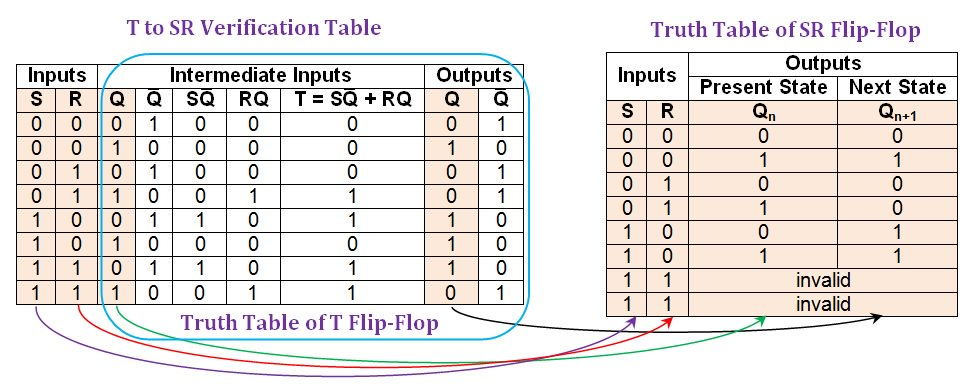 T to SR Verification Table
Inputs Intermediate Inputs Outputs
S R Q Q̅ SQ̅ RQ T = SQ̅ + RQ Q Q̅
0 0 0 1 0 0 0 0 1
0 0 1 0 0 0 0 1 0
0 1 0 1 0 0 0 0 1
0 1 1 0 0 1 1 0 1
1 0 0 1 1 0 1 1 0
1 0 1 0 0 0 0 1 0
1 1 0 1 1 0 1 1 0
1 1 1 0 0 1 1 0 1
Truth Table of T Flip-Flop
Truth Table of SR Flip-Flop
Inputs Outputs
Present State Next State
S R Qn Qn+1
0 0 0 0
0 0 1 1
0 1 0 0
0 1 1 0
1 0 0 1
1 0 1 1
1 1 invalid
1 1 invalid